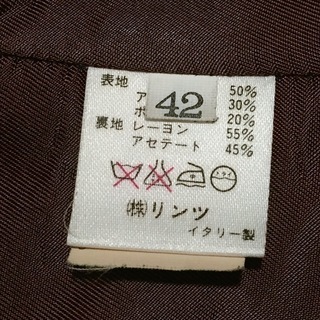 表地
ア 50%
ポ 30%
20%
42
裏地 レーヨン 55%
アセテート 45%
㈱リンツ
イタリー製